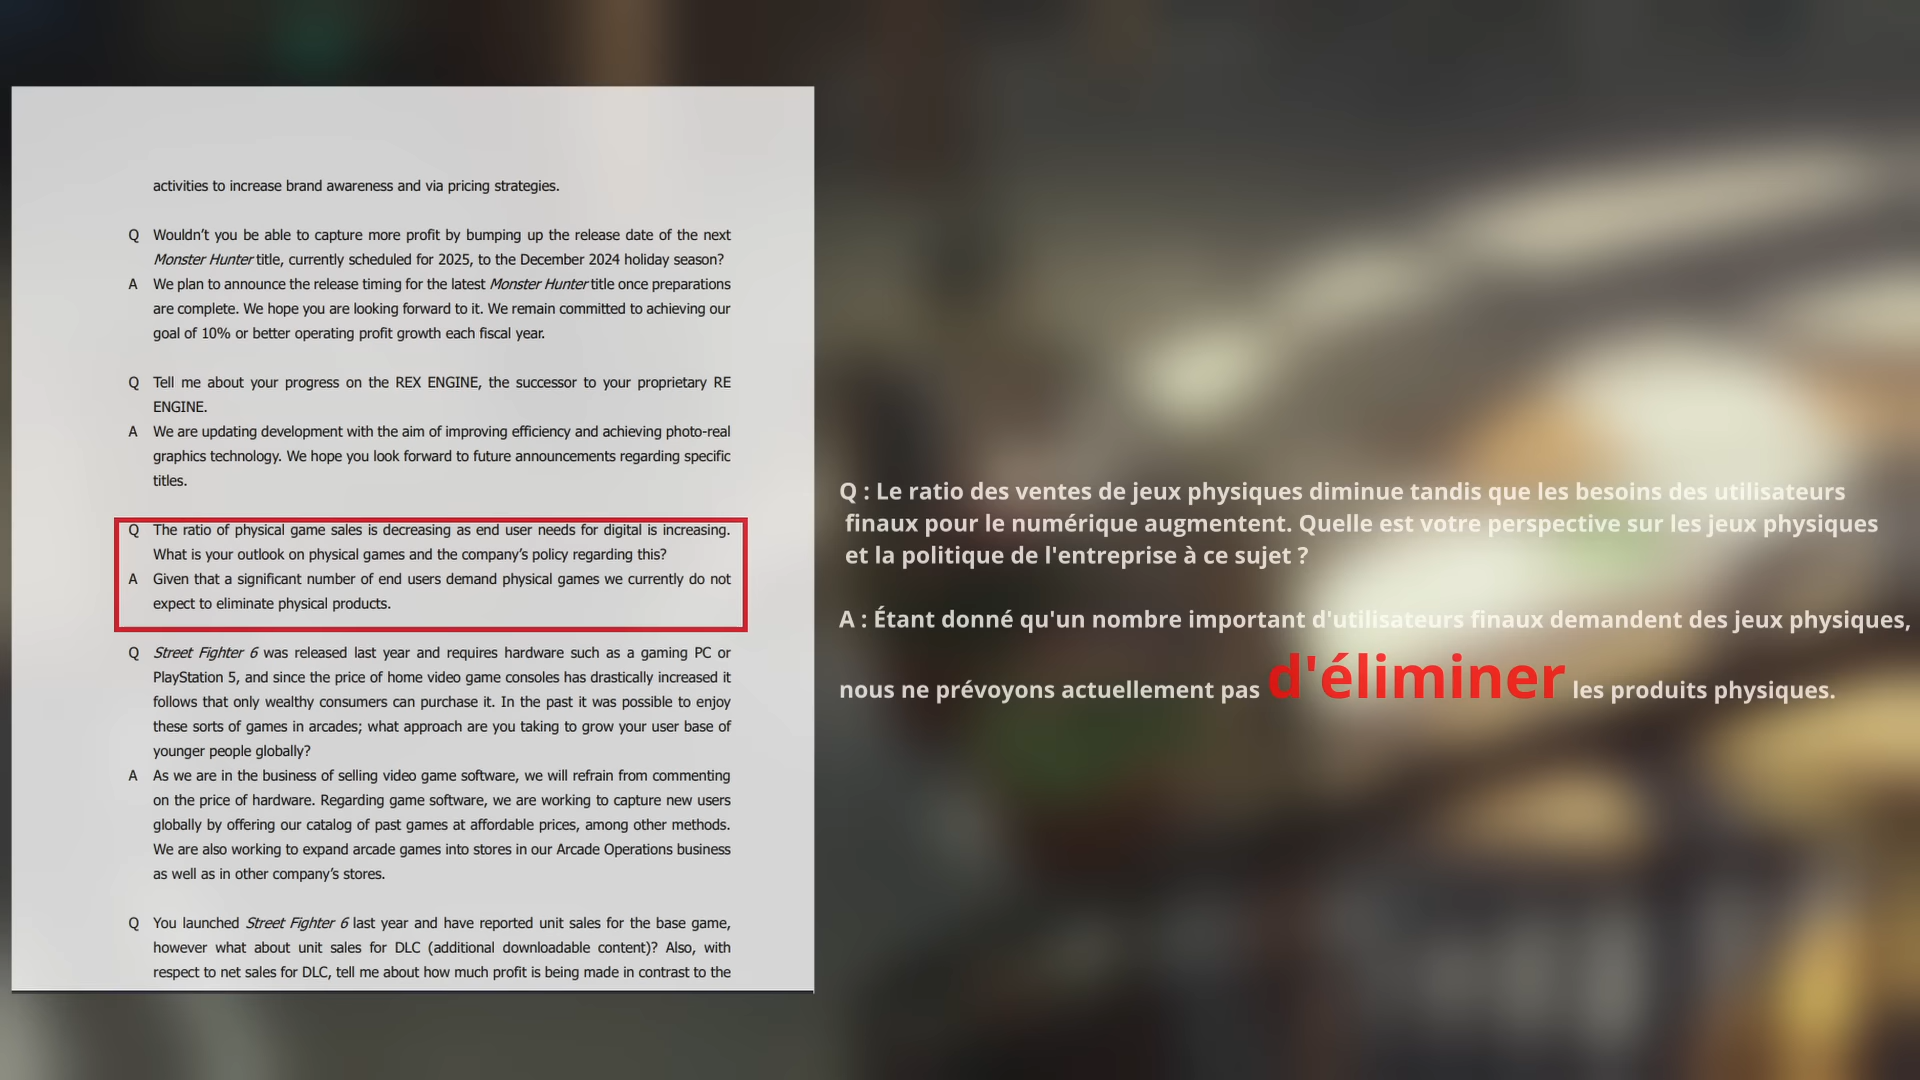 activities to increase brand awareness and via pricing strategies.
Q Wouldn't you be able to capture more profit by bumping up the release date of the next
Monster Hunter title, currently scheduled for 2025, to the December 2024 holiday season?
A We plan to announce the release timing for the latest Monster Hunter title once preparations
are complete. We hope you are looking forward to it. We remain committed to achieving our
goal of 10% or better operating profit growth each fiscal year.
Q Tell me about your progress on the REX ENGINE, the successor to your proprietary RE
ENGINE.
A We are updating development with the aim of improving efficiency and achieving photo-real
graphics technology. We hope you look forward to future announcements regarding specific
titles.
Q The ratio of physical game sales is decreasing as end user needs for digital is increasing.
What is your outlook on physical games and the company's policy regarding this?
A Given that a significant number of end users demand physical games we currently do not
expect to eliminate physical products.
Q Street Fighter 6 was released last year and requires hardware such as a gaming PC or
PlayStation 5, and since the price of home video game consoles has drastically increased it
follows that only wealthy consumers can purchase it. In the past it was possible to enjoy
these sorts of games in arcades; what approach are you taking to grow your user base of
younger people globally?
A As we are in the business of selling video game software, we will refrain from commenting
on the price of hardware. Regarding game software, we are working to capture new users
globally by offering our catalog of past games at affordable prices, among other methods.
We are also working to expand arcade games into stores in our Arcade Operations business
as well as in other company's stores.
Q You launched Street Fighter 6 last year and have reported unit sales for the base game,
however what about unit sales for DLC (additional downloadable content)? Also, with
respect to net sales for DLC, tell me about how much profit is being made in contrast to the
Q : Le ratio des ventes de jeux physiques diminue tandis que les besoins des utilisateurs
finaux pour le numérique augmentent. Quelle est votre perspective sur les jeux physiques
et la politique de l'entreprise à ce sujet ?
A : Étant donné qu'un nombre important d'utilisateurs finaux demandent des jeux physiques,
nous ne prévoyons actuellement pas d'éliminer les produits physiques.